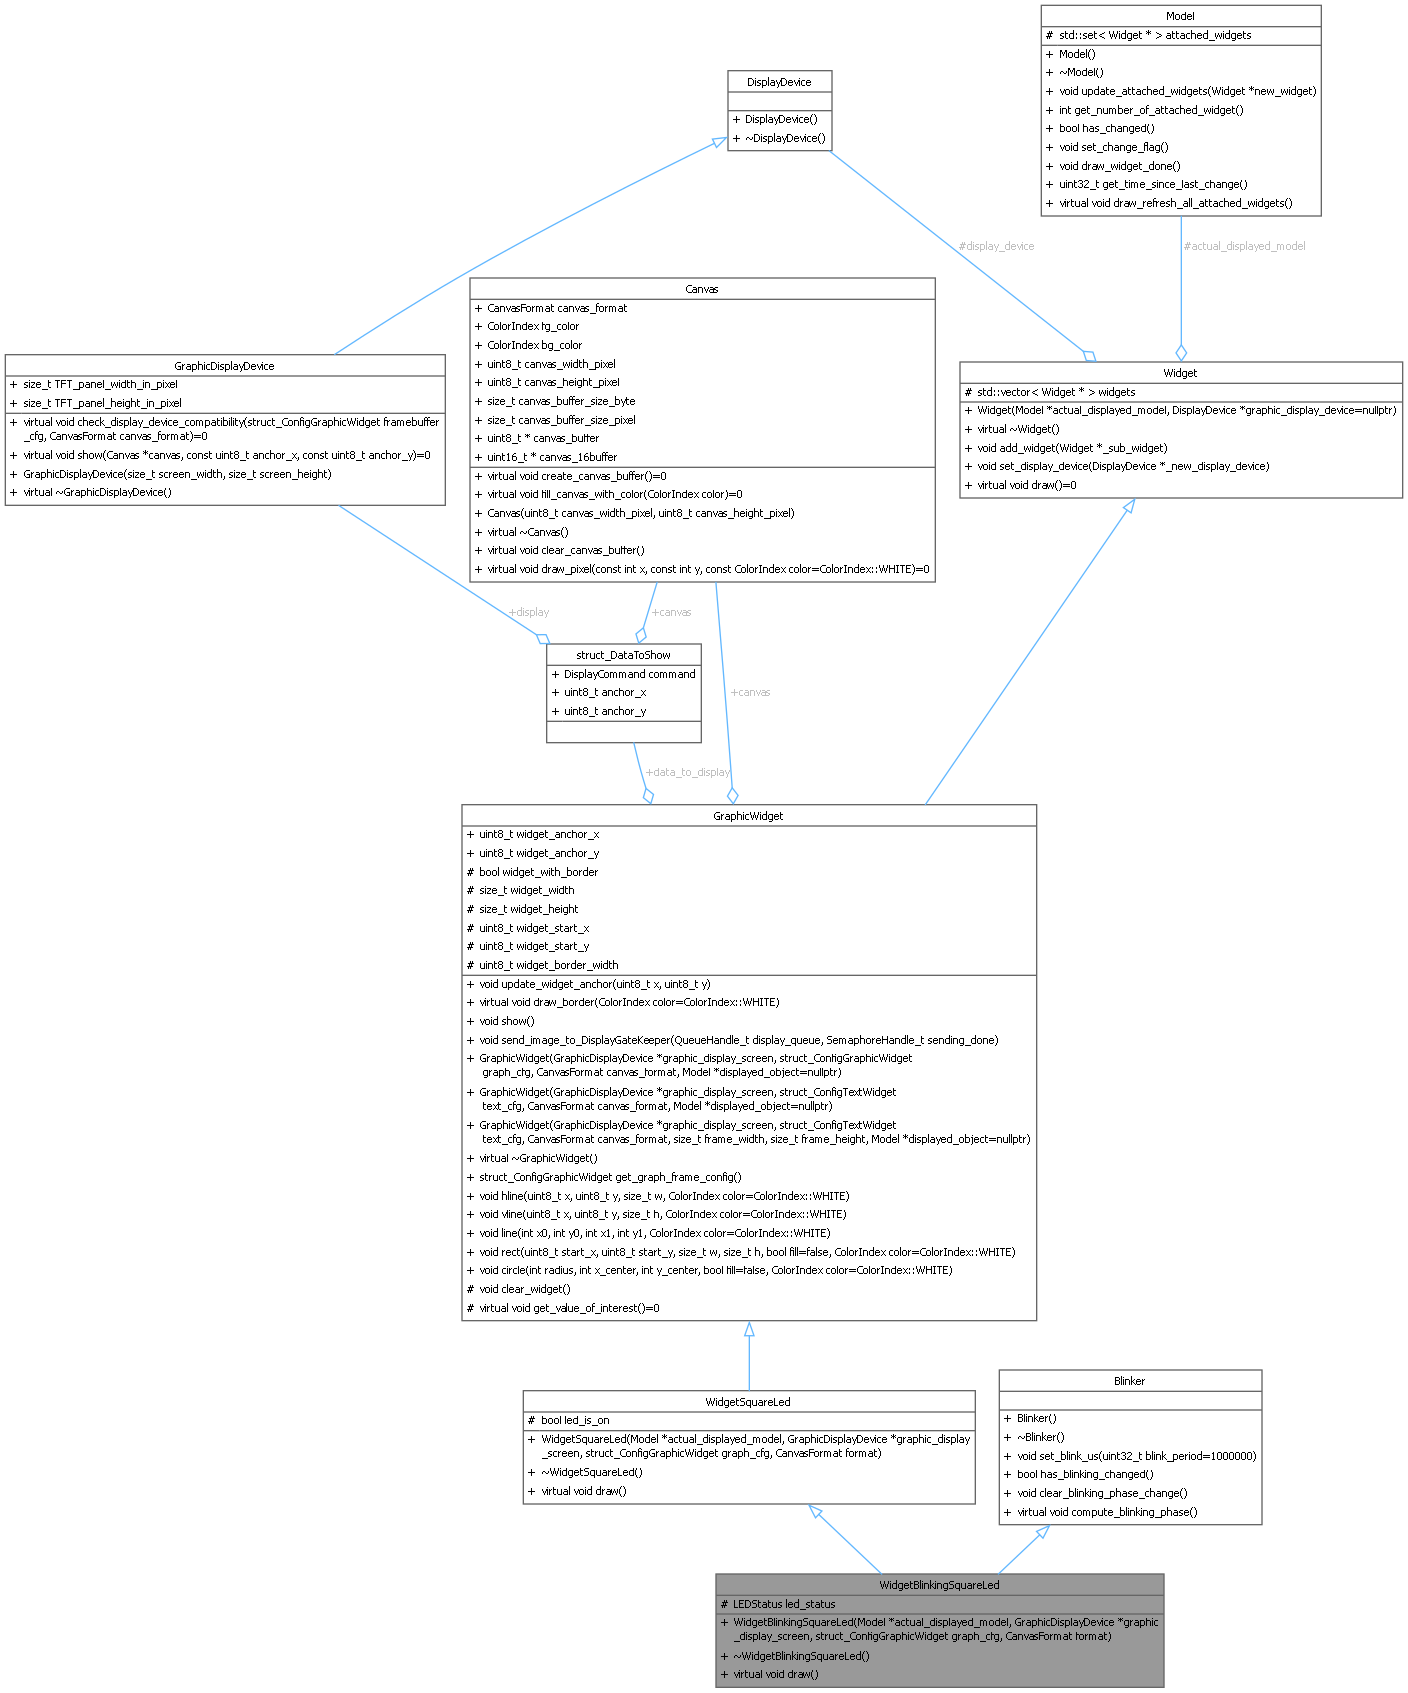 Model
# std::set< Widget * > attached_widgets
+ Model()
+ ~Model()
+ void update_attached_widgets(Widget *new_widget)
+ int get_number_of_attached_widget()
+ bool has_changed()
+ void set_change_flag()
+ void draw_widget_done()
+ uint32_t get_time_since_last_change()
+ virtual void draw_refresh_all_attached_widgets()
DisplayDevice
+ DisplayDevice()
+ ~DisplayDevice()
#display_device
#actual_displayed_model
Canvas
+ CanvasFormat canvas_format
+ ColorIndex fg_color
+ ColorIndex bg_color
+ uint8_t canvas_width_pixel
+ uint8_t canvas_height_pixel
+ size_t canvas_buffer_size_byte
+ size_t canvas_buffer_size_pixel
+ uint8_t * canvas_buffer
+ uint16_t * canvas_16buffer
+ virtual void create_canvas_buffer()=0
+ virtual void fill_canvas_with_color(ColorIndex color)=0
+ Canvas(uint8_t canvas_width_pixel, uint8_t canvas_height_pixel)
+ virtual ~Canvas()
+ virtual void clear_canvas_buffer()
+ virtual void draw_pixel(const int x, const int y, const ColorIndex color=ColorIndex::WHITE)=0
GraphicDisplayDevice
+ size_t TFT_panel_width_in_pixel
+ size_t TFT_panel_height_in_pixel
+ virtual void check_display_device_compatibility(struct_ConfigGraphicWidget framebuffer
_cfg, CanvasFormat canvas_format)=0
+ virtual void show(Canvas *canvas, const uint8_t anchor_x, const uint8_t anchor_y)=0
+ GraphicDisplayDevice(size_t screen_width, size_t screen_height)
+ virtual ~GraphicDisplayDevice()
Widget
# std::vector< Widget * > widgets
+ Widget(Model *actual_displayed_model, DisplayDevice *graphic_display_device=nullptr)
+ virtual ~Widget()
+ void add_widget(Widget *_sub_widget)
+ void set_display_device(DisplayDevice *_new_display_device)
+ virtual void draw()=0
+display
+canvas
struct_DataToShow
+ DisplayCommand command
+ uint8_t anchor_x
+ uint8_t anchor_y
+canvas
+data_to_display
GraphicWidget
+ uint8_t widget_anchor_x
+ uint8_t widget_anchor_y
# bool widget_with_border
# size_t widget_width
# size_t widget_height
# uint8_t widget_start_x
# uint8_t widget_start_y
# uint8_t widget_border_width
+ void update_widget_anchor(uint8_t x, uint8_t y)
+ virtual void draw_border(ColorIndex color=ColorIndex::WHITE)
+ void show()
+ void send_image_to_DisplayGateKeeper(QueueHandle_t display_queue, SemaphoreHandle_t sending_done)
+ GraphicWidget(GraphicDisplayDevice *graphic_display_screen, struct_ConfigGraphicWidget
graph_cfg, CanvasFormat canvas_format, Model *displayed_object=nullptr)
+ GraphicWidget(GraphicDisplayDevice *graphic_display_screen, struct_ConfigTextWidget
text_cfg, CanvasFormat canvas_format, Model *displayed_object=nullptr)
+ GraphicWidget(GraphicDisplayDevice *graphic_display_screen, struct_ConfigTextWidget
text_cfg, CanvasFormat canvas_format, size_t frame_width, size_t frame_height, Model *displayed_object=nullptr)
+ virtual ~GraphicWidget()
+ struct_ConfigGraphicWidget get_graph_frame_config()
+ void hline(uint8_t x, uint8_t y, size_t w, ColorIndex color=ColorIndex::WHITE)
+ void vline(uint8_t x, uint8_t y, size_t h, ColorIndex color=ColorIndex::WHITE)
+ void line(int x0, int y0, int x1, int y1, ColorIndex color=ColorIndex::WHITE)
+ void rect(uint8_t start_x, uint8_t start_y, size_t w, size_t h, bool fill=false, ColorIndex color=ColorIndex::WHITE)
+ void circle(int radius, int x_center, int y_center, bool fill=false, ColorIndex color=ColorIndex::WHITE)
# void clear_widget()
# virtual void get_value_of_interest()=0
WidgetSquareLed
# bool led_is_on
+ WidgetSquareLed(Model *actual_displayed_model, GraphicDisplayDevice *graphic_display
_screen, struct_ConfigGraphicWidget graph_cfg, CanvasFormat format)
+ ~WidgetSquareLed()
+ virtual void draw()
Blinker
+ Blinker()
+ ~Blinker()
+ void set_blink_us(uint32_t blink_period=1000000)
+ bool has_blinking_changed()
+ void clear_blinking_phase_change()
+ virtual void compute_blinking_phase()
WidgetBlinkingSquareLed
# LEDStatus led_status
+ WidgetBlinkingSquareLed(Model *actual_displayed_model, GraphicDisplayDevice *graphic
_display_screen, struct_ConfigGraphicWidget graph_cfg, CanvasFormat format)
+ ~WidgetBlinkingSquareLed()
+ virtual void draw()